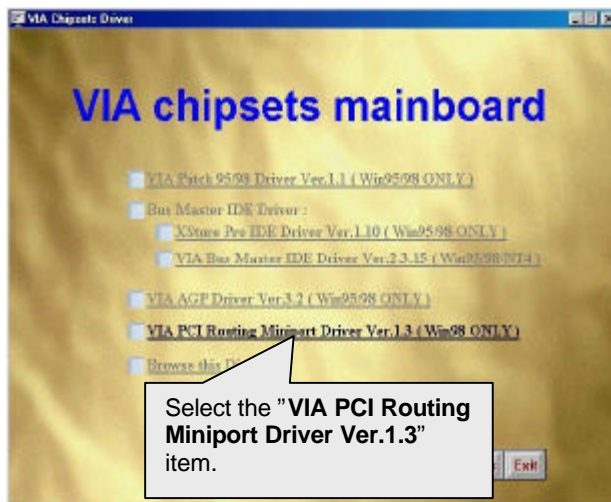 VIA Chipsets Driver
VIA chipsets mainboard
VIA Patch 95/98 Driver Ver.1.1 ( Win95/98 ONLY )
Bus Master IDE Driver :
XStore Pro IDE Driver Ver.1.10 ( Win95/98 ONLY )
VIA Bus Master IDE Driver Ver.2.3.15 ( Win95/98/NT4 )
VIA AGP Driver Ver.3.2 ( Win95/98 ONLY )
VIA PCI Routing Miniport Driver Ver.1.3 ( Win98 ONLY )
Browse this
Select the "VIA PCI Routing
Miniport Driver Ver.1.3"
item.
Exit